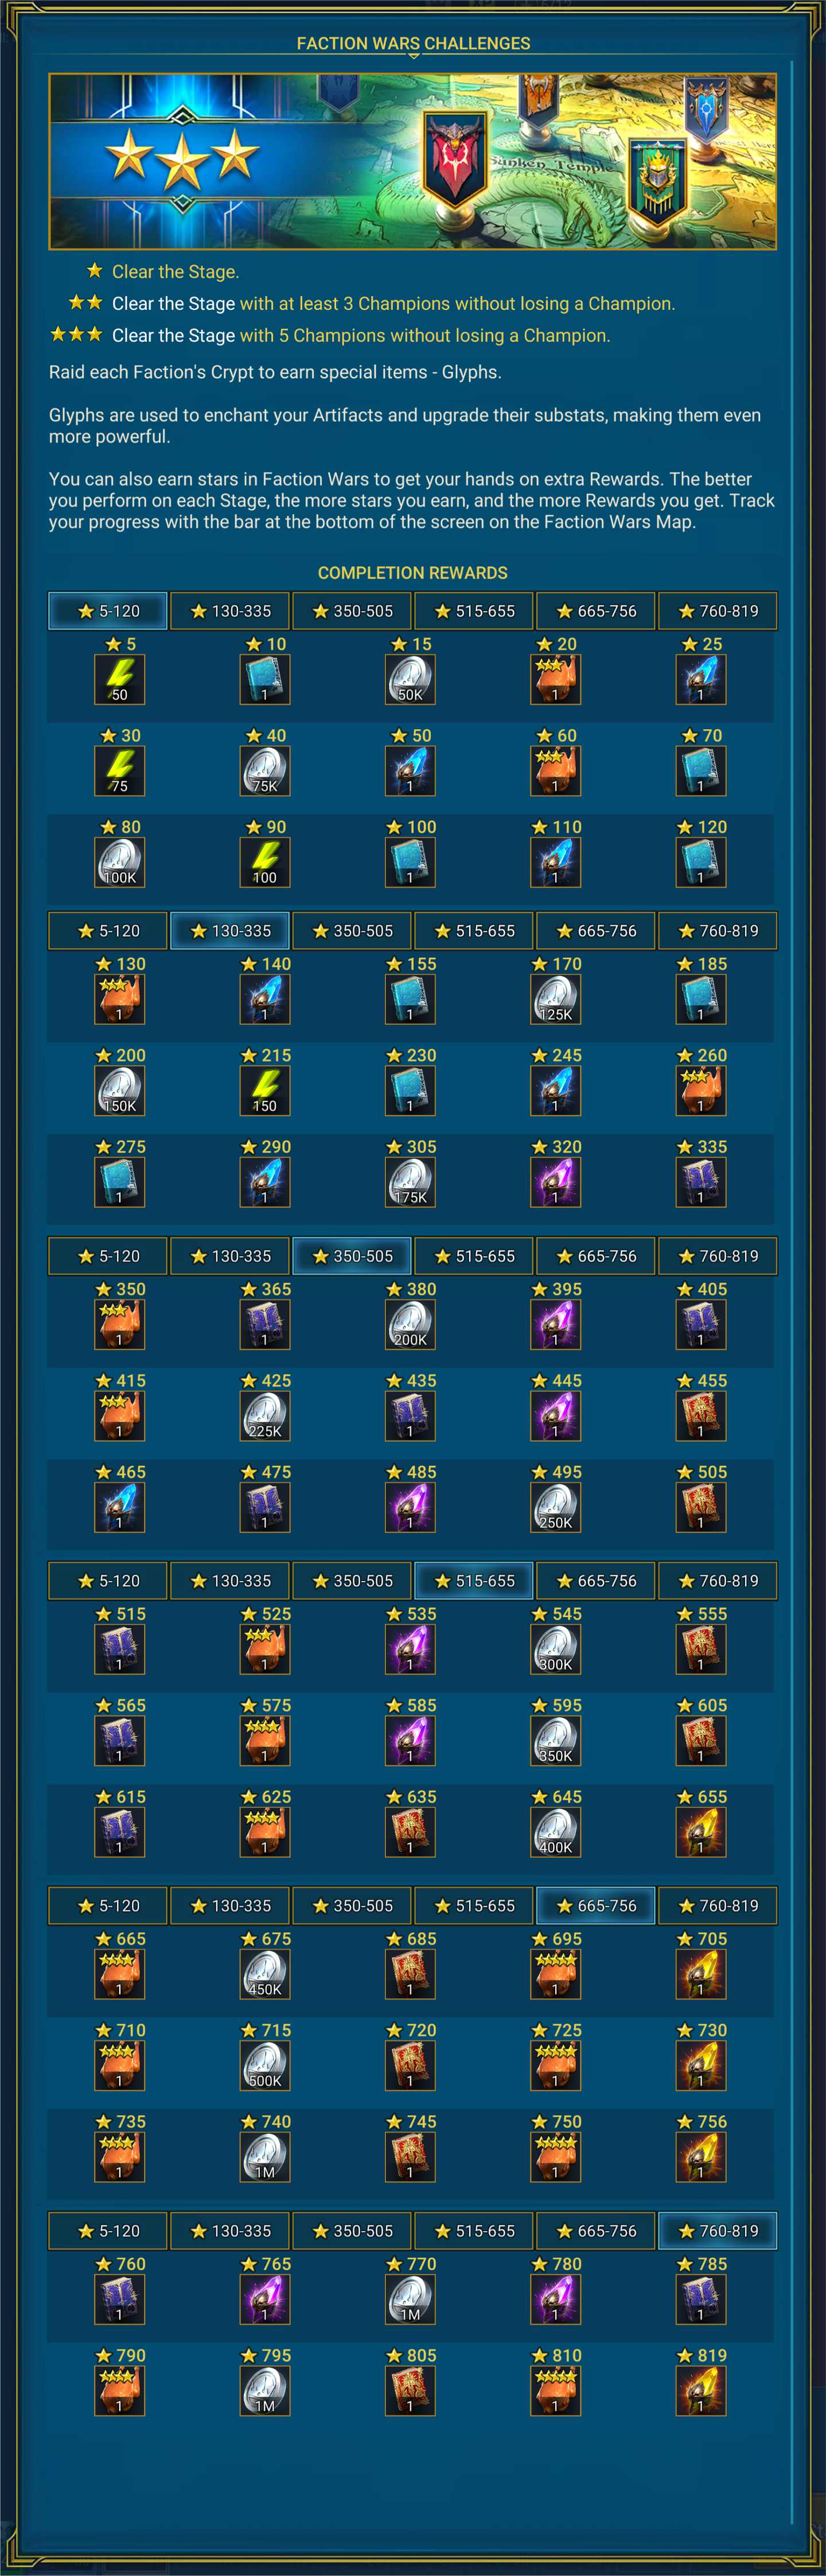 FACTION WARS CHALLENGES
Sunken Temple
Clear the Stage.
Clear the Stage with at least 3 Champions without losing a Champion.
Clear the Stage with 5 Champions without losing a Champion.
Raid each Faction's Crypt to earn special items - Glyphs.
Glyphs are used to enchant your Artifacts and upgrade their substats, making them even
more powerful.
You can also earn stars in Faction Wars to get your hands on extra Rewards. The better
you perform on each Stage, the more stars you earn, and the more Rewards you get. Track
your progress with the bar at the bottom of the screen on the Faction Wars Map.
COMPLETION REWARDS
5-120 130-335 350-505 515-655 665-756 760-819
5 10 15 20 25
50 1 50K 1 1
30 40 50 60 70
75 75K 1 1 1
80 90 100 110 120
100K 100 1 1 1
5-120 130-335 350-505 515-655 665-756 760-819
130 140 155 170 185
1 1 1 125K 1
200 215 230 245 260
150K 150 1 1 1
275 290 305 320 335
1 1 175K 1 1
5-120 130-335 350-505 515-655 665-756 760-819
350 365 380 395 405
1 1 200K 1 1
415 425 435 445 455
1 225K 1 1 1
465 475 485 495 505
1 1 1 250K 1
5-120 130-335 350-505 515-655 665-756 760-819
515 525 535 545 555
1 1 1 300K 1
565 575 585 595 605
1 1 1 350K 1
615 625 635 645 655
1 1 1 400K 1
5-120 130-335 350-505 515-655 665-756 760-819
665 675 685 695 705
1 450K 1 1 1
710 715 720 725 730
1 500K 1 1 1
735 740 745 750 756
1 1M 1 1 1
5-120 130-335 350-505 515-655 665-756 760-819
760 765 770 780 785
1 1 1M 1 1
790 795 805 810 819
1 1M 1 1 1